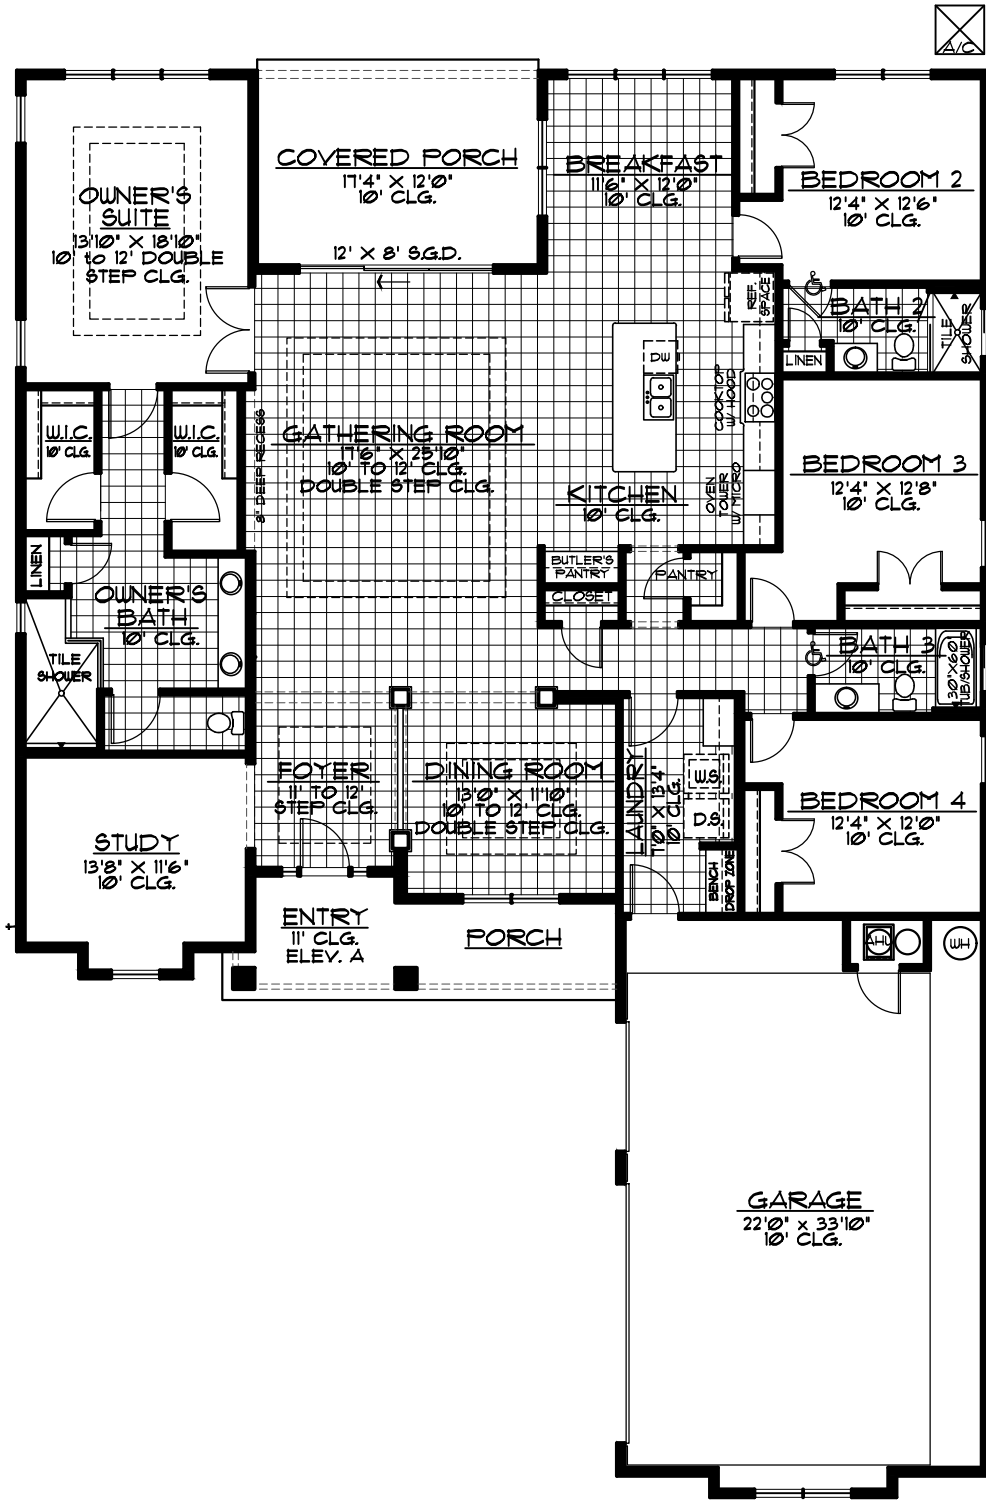 A/C
COVERED PORCH
17'4" X 12'0"
10' CLG.
12' X 8' S.G.D.
BREAKFAST
11'6" X 12'0"
10' CLG.
BEDROOM 2
12'4" X 12'6"
10' CLG.
OWNER'S
SUITE
13'10" X 18'10"
10' to 12' DOUBLE
STEP CLG.
REF.
SPACE
BATH 2
10' CLG.
TILE
SHOWER
LINEN
DW
COOKTOP
W/ HOOD
W.I.C.
10' CLG.
W.I.C.
10' CLG.
8" DEEP RECESS
GATHERING ROOM
17'6" X 25'10"
10' TO 12' CLG.
DOUBLE STEP CLG.
KITCHEN
10' CLG.
OVEN
TOWER
W/ MICRO
BEDROOM 3
12'4" X 12'8"
10' CLG.
LINEN
BUTLER'S
PANTRY
PANTRY
CLOSET
OWNER'S
BATH
10' CLG.
TILE
SHOWER
BATH 3
10' CLG.
30"X60"
TUB/SHOWER
FOYER
11' TO 12'
STEP CLG.
DINING ROOM
13'0" X 11'10"
10' TO 12' CLG.
DOUBLE STEP CLG.
LAUNDRY
7'0" X 13'4"
10' CLG.
W.S.
D.S.
BENCH
DROP ZONE
BEDROOM 4
12'4" X 12'0"
10' CLG.
STUDY
13'8" X 11'6"
10' CLG.
ENTRY
11' CLG.
ELEV. A
PORCH
AHU
WH
GARAGE
22'0" x 33'10"
10' CLG.